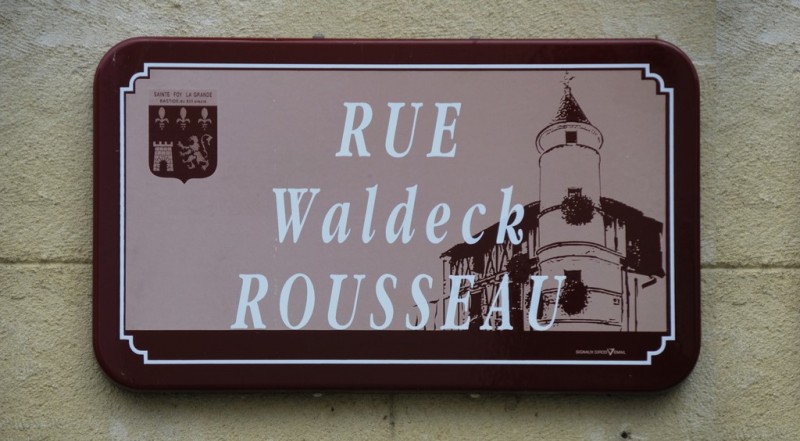 SAINTE FOY LA GRANDE
RUE
Waldeck
ROUSSEAU